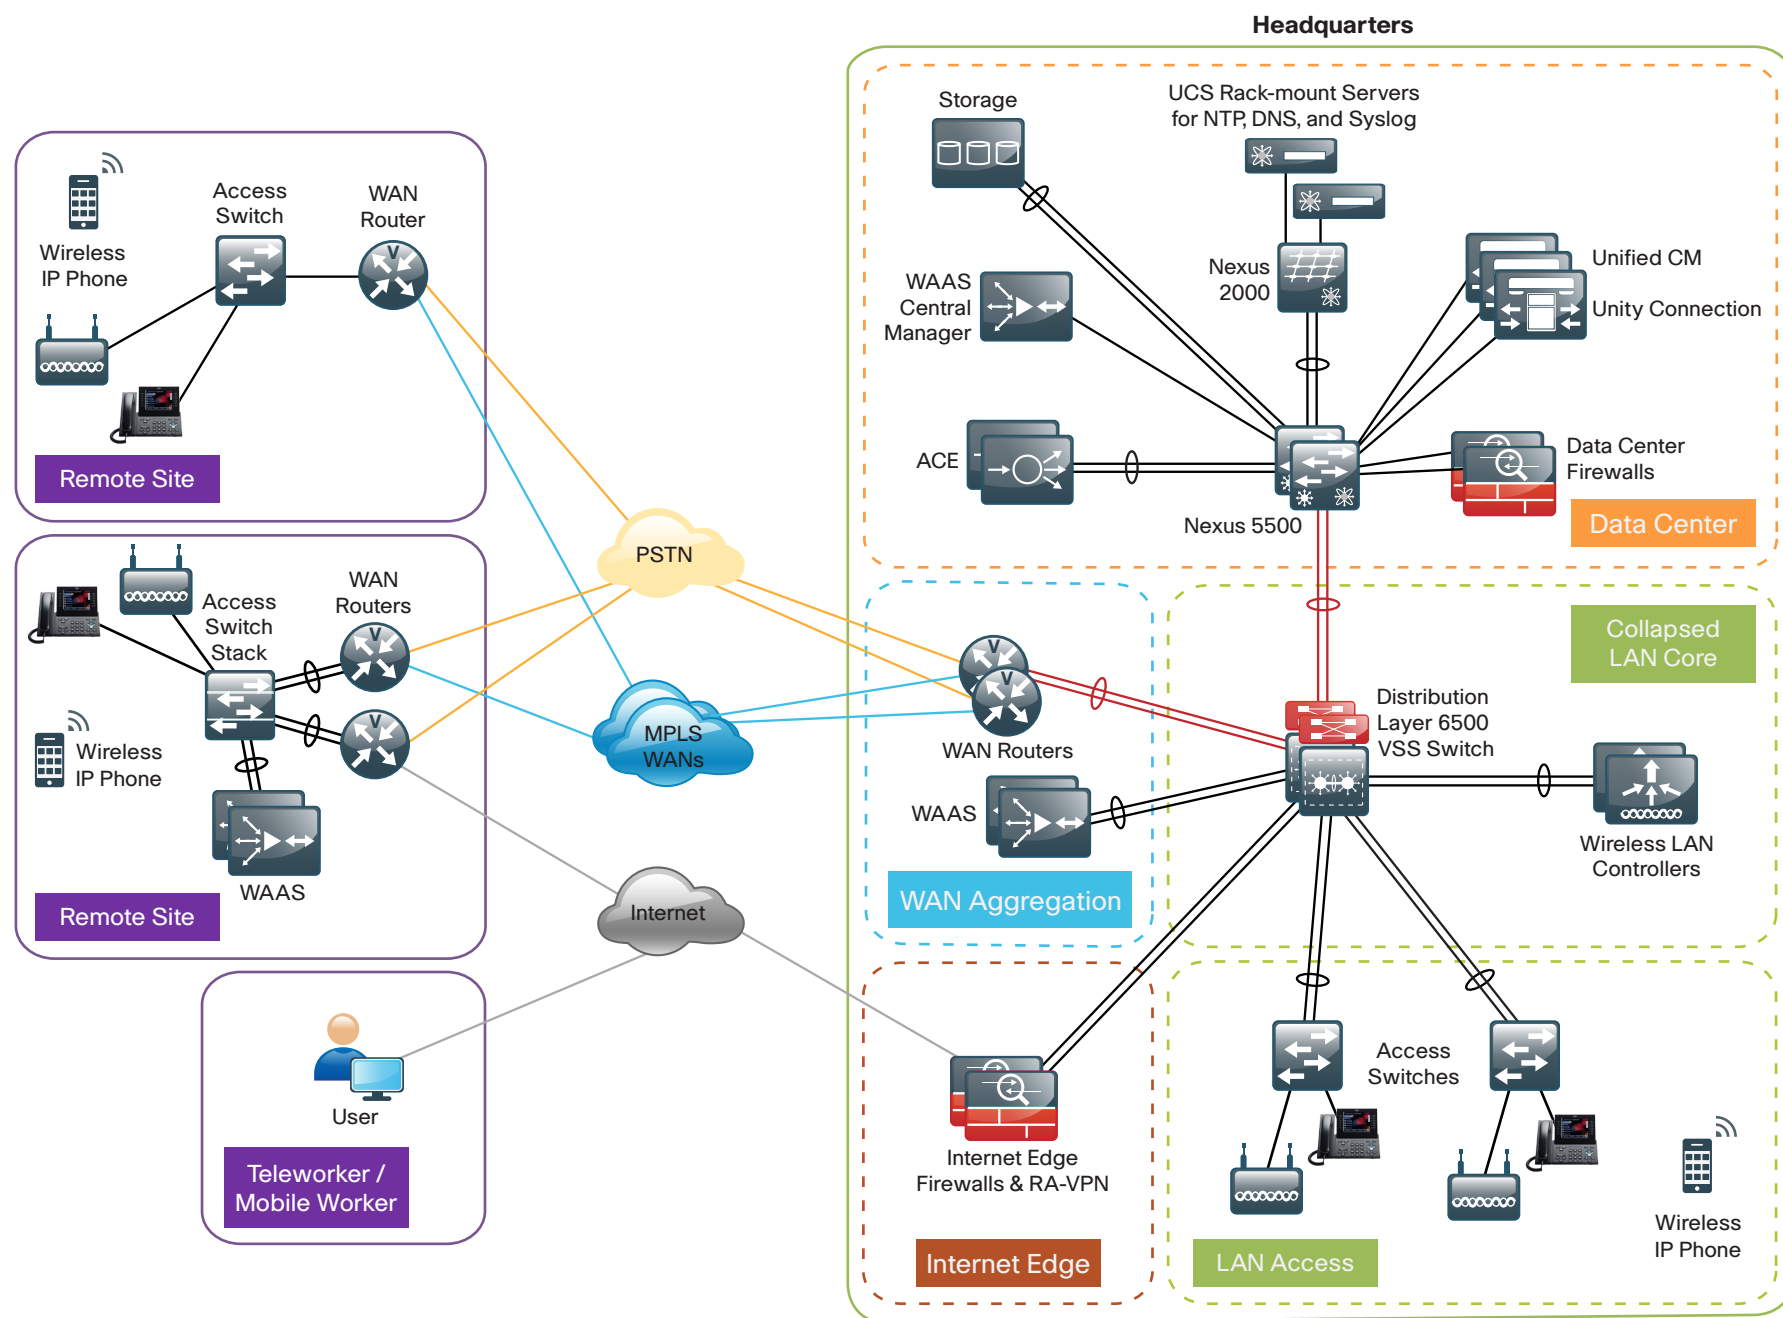 Headquarters
Storage
UCS Rack-mount Servers
for NTP, DNS, and Syslog
Nexus
2000
Unified CM
Unity Connection
WAAS
Central
Manager
ACE
Nexus 5500
Data Center
Firewalls
Data Center
Wireless
IP Phone
Access
Switch
WAN
Router
V
Remote Site
PSTN
Access
Switch
Stack
WAN
Routers
V
V
Wireless
IP Phone
WAAS
Remote Site
MPLS
WANs
Internet
V
V
WAN Routers
WAAS
WAN Aggregation
Collapsed
LAN Core
Distribution
Layer 6500
VSS Switch
Wireless LAN
Controllers
User
Teleworker /
Mobile Worker
Internet Edge
Firewalls & RA-VPN
Internet Edge
Access
Switches
Wireless
IP Phone
LAN Access